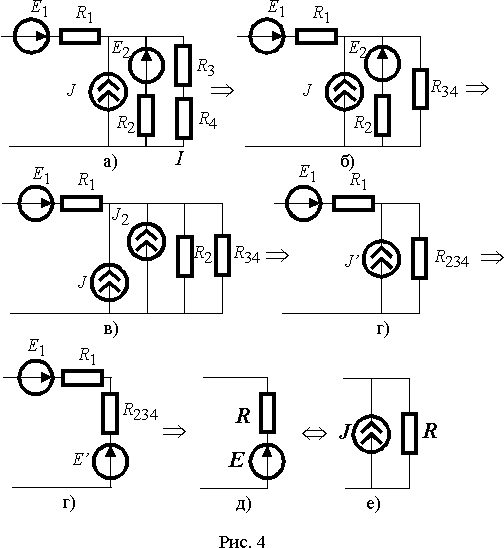 E1 R1 E1 R1
E2 E2
J R3 ⇒ J R34 ⇒
R2 R4 R2
а) I б)
E1 R1 E1 R1
J2
J R2 R34 ⇒ J' R234 ⇒
в) г)
E1 R1
R234 ⇒ R ⇔ J R
E' E
г) д) е)
Рис. 4